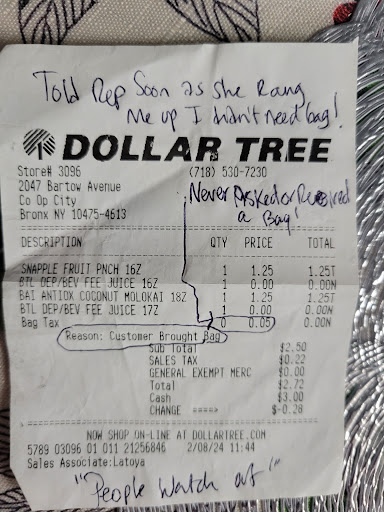 Told Rep Soon as she Rang
me up I didn't need bag!
DOLLAR TREE
Store# 3096 (718) 530-7230
2047 Bartow Avenue
Co Op City
Bronx NY 10475-4613
Never Asked or Received
a Bag!
DESCRIPTION QTY PRICE TOTAL
SNAPPLE FRUIT PNCH 16Z 1 1.25 1.25T
BTL DEP/BEV FEE JUICE 16Z 1 0.00 0.00N
BAI ANTIOX COCONUT MOLOKAI 18Z 1 1.25 1.25T
BTL DEP/BEV FEE JUICE 17Z 1 0.00 0.00N
Bag Tax 0 0.05 0.00N
Reason: Customer Brought Bag
Sub Total $2.50
SALES TAX $0.22
GENERAL EXEMPT MERC $0.00
Total $2.72
Cash $3.00
CHANGE ====> $-0.28
NOW SHOP ON-LINE AT DOLLARTREE.COM
5789 03096 01 011 21256846 2/08/24 11:44
Sales Associate:Latoya
"People Watch out"